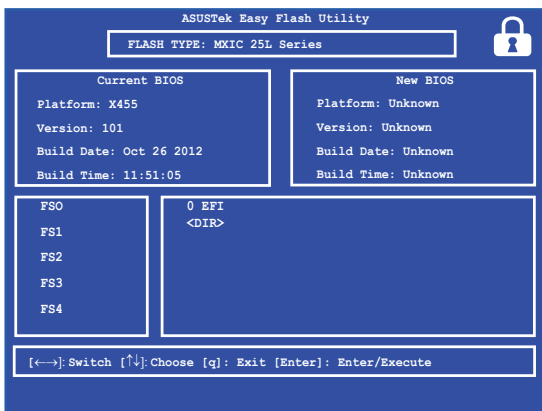 ASUSTek Easy Flash Utility
FLASH TYPE: MXIC 25L Series
Current BIOS
Platform: X455
Version: 101
Build Date: Oct 26 2012
Build Time: 11:51:05
New BIOS
Platform: Unknown
Version: Unknown
Build Date: Unknown
Build Time: Unknown
FSO
FS1
FS2
FS3
FS4
0 EFI
<DIR>
[←→]: Switch [↑↓]: Choose [q]: Exit [Enter]: Enter/Execute